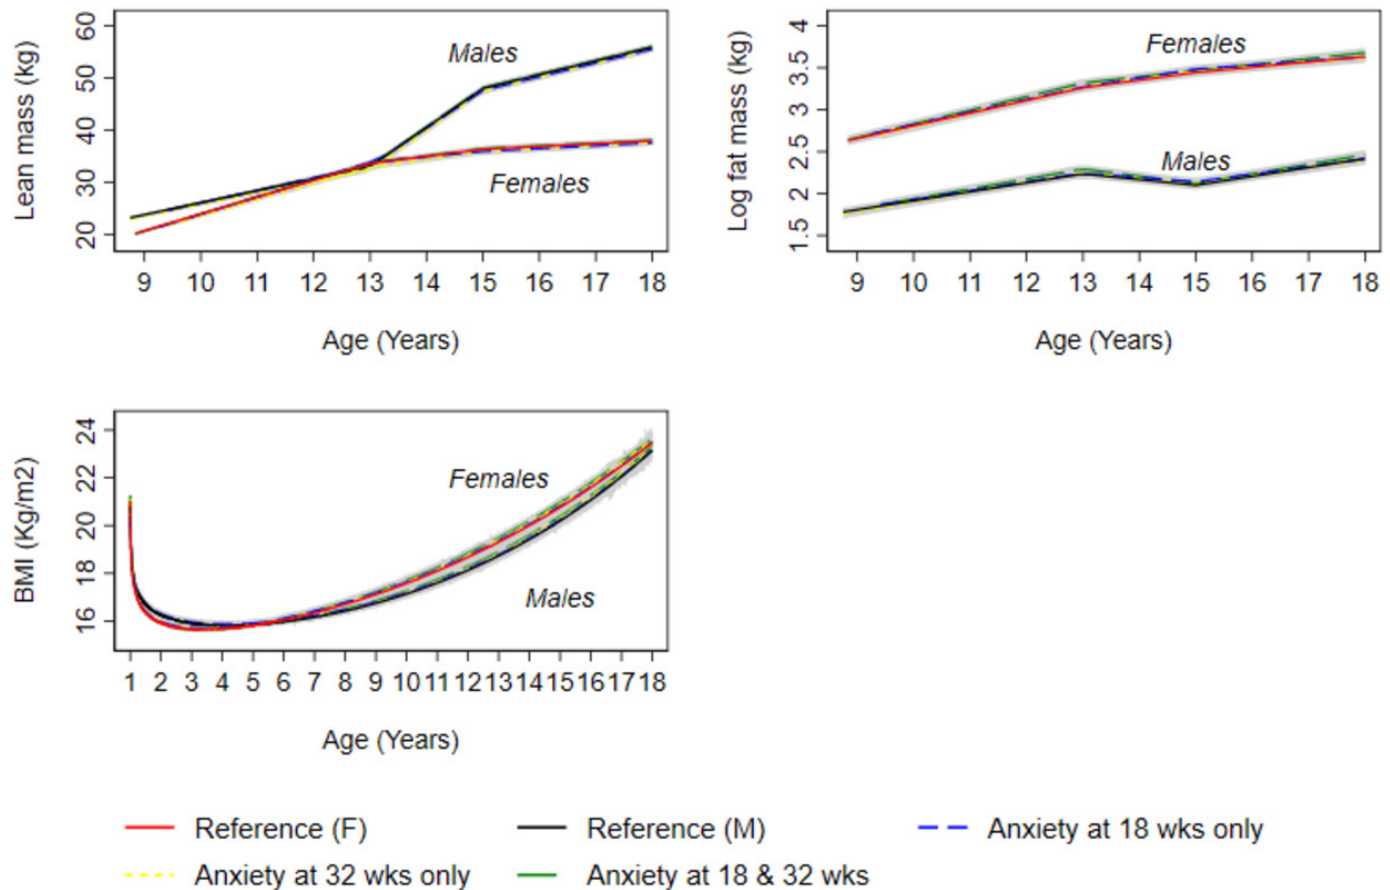 Lean mass (kg)
60
50
40
30
20
Males
Females
9 10 11 12 13 14 15 16 17 18
Age (Years)
Log fat mass (kg)
4
3.5
3
2.5
2
1.5
Females
Males
9 10 11 12 13 14 15 16 17 18
Age (Years)
BMI (Kg/m2)
24
22
20
18
16
Females
Males
1 2 3 4 5 6 7 8 9 10 11 12 13 14 15 16 17 18
Age (Years)
Reference (F) Reference (M) Anxiety at 18 wks only
Anxiety at 32 wks only Anxiety at 18 & 32 wks